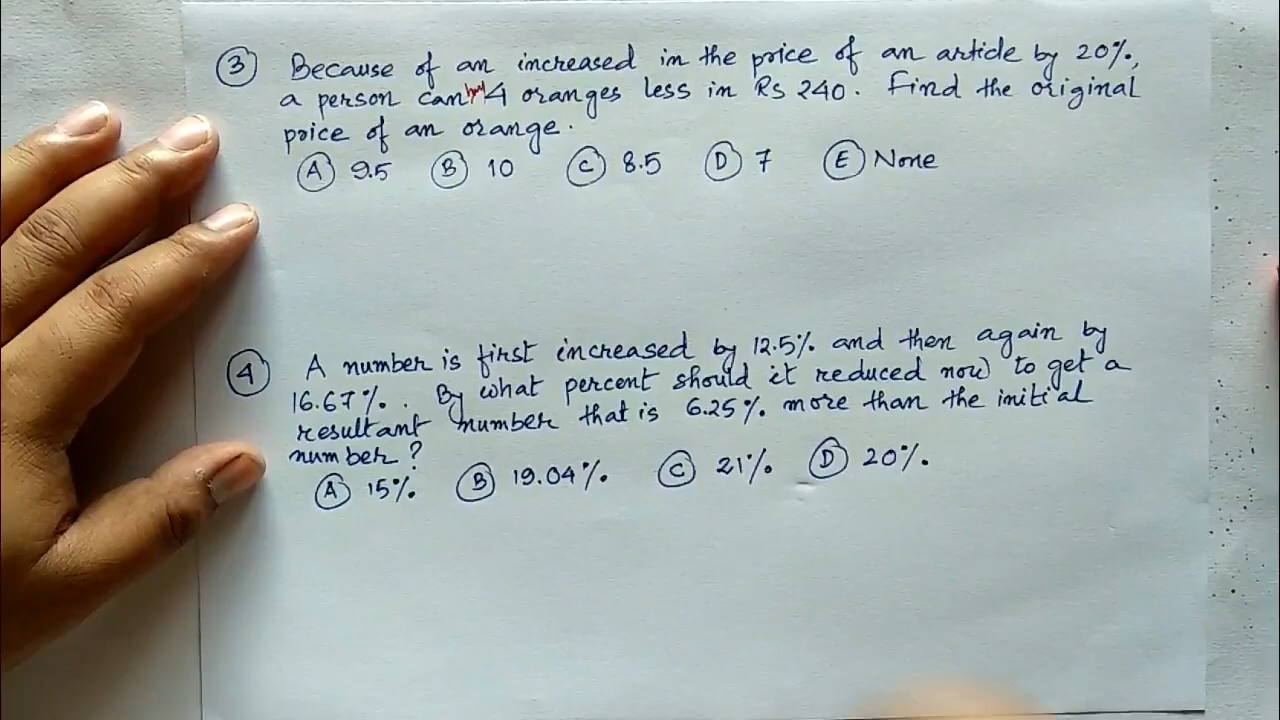 3 Because of an increased in the price of an article by 20%,
a person can buy 4 oranges less in Rs 240. Find the original
price of an orange.
A 9.5 B 10 C 8.5 D 7 E None
4 A number is first increased by 12.5% and then again by
16.67%. By what percent should it reduced now to get a
resultant number that is 6.25% more than the initial
number?
A 15% B 19.04% C 21% D 20%.